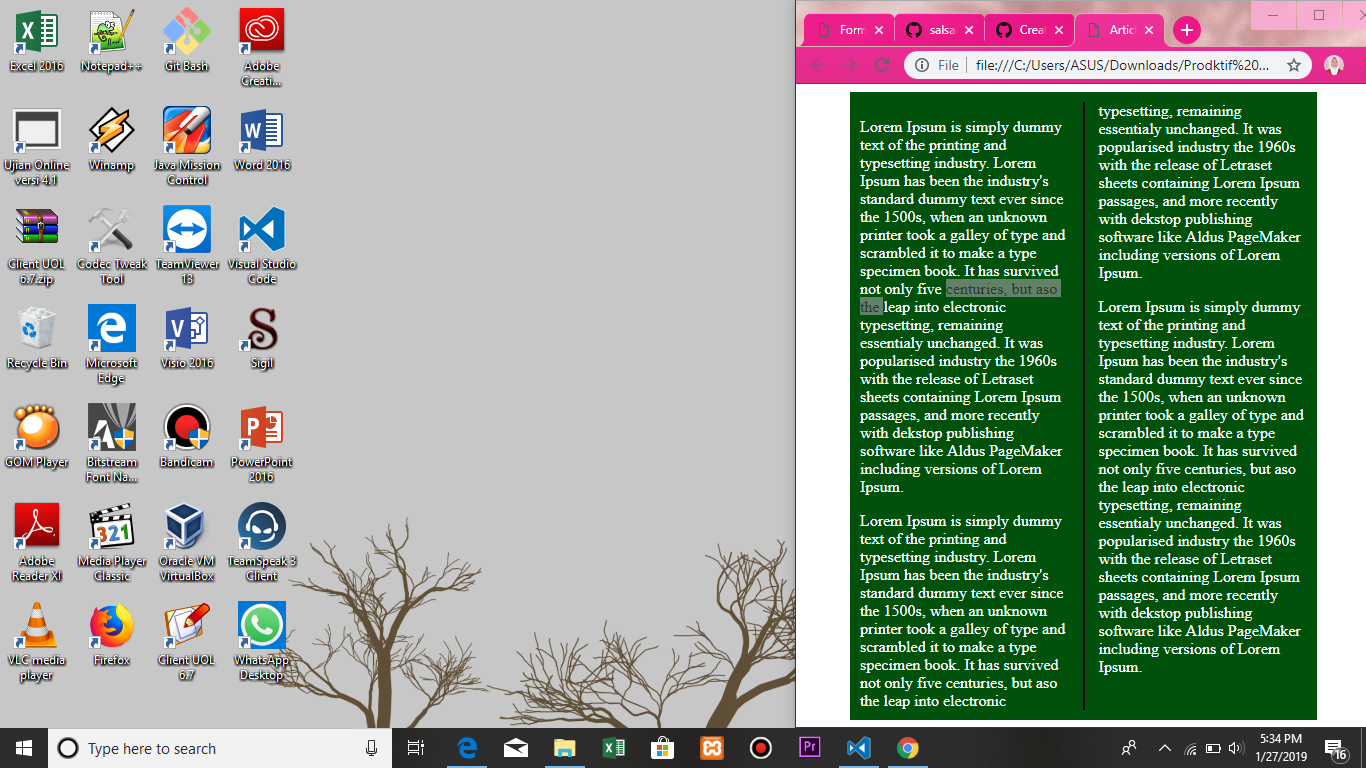 Excel 2016
Notepad++
Git Bash
Adobe
Creati...
Ujian Online
versi 4.1
Winamp
Java Mission
Control
Word 2016
Client UOL
6.7.zip
Codec Tweak
Tool
TeamViewer
13
Visual Studio
Code
Recycle Bin
Microsoft
Edge
Visio 2016
Sigil
GOM Player
Bitstream
Font Na...
Bandicam
PowerPoint
2016
Adobe
Reader XI
321
Media Player
Classic
Oracle VM
VirtualBox
TeamSpeak 3
Client
VLC media
player
Firefox
Client UOL
6.7
WhatsApp
Desktop
Form
salsa
Creat
Articl
File
file:///C:/Users/ASUS/Downloads/Prodktif%20...
Lorem Ipsum is simply dummy
text of the printing and
typesetting industry. Lorem
Ipsum has been the industry's
standard dummy text ever since
the 1500s, when an unknown
printer took a galley of type and
scrambled it to make a type
specimen book. It has survived
not only five centuries, but aso
the leap into electronic
typesetting, remaining
essentialy unchanged. It was
popularised industry the 1960s
with the release of Letraset
sheets containing Lorem Ipsum
passages, and more recently
with dekstop publishing
software like Aldus PageMaker
including versions of Lorem
Ipsum.
Lorem Ipsum is simply dummy
text of the printing and
typesetting industry. Lorem
Ipsum has been the industry's
standard dummy text ever since
the 1500s, when an unknown
printer took a galley of type and
scrambled it to make a type
specimen book. It has survived
not only five centuries, but aso
the leap into electronic
typesetting, remaining
essentialy unchanged. It was
popularised industry the 1960s
with the release of Letraset
sheets containing Lorem Ipsum
passages, and more recently
with dekstop publishing
software like Aldus PageMaker
including versions of Lorem
Ipsum.
Lorem Ipsum is simply dummy
text of the printing and
typesetting industry. Lorem
Ipsum has been the industry's
standard dummy text ever since
the 1500s, when an unknown
printer took a galley of type and
scrambled it to make a type
specimen book. It has survived
not only five centuries, but aso
the leap into electronic
typesetting, remaining
essentialy unchanged. It was
popularised industry the 1960s
with the release of Letraset
sheets containing Lorem Ipsum
passages, and more recently
with dekstop publishing
software like Aldus PageMaker
including versions of Lorem
Ipsum.
Type here to search
Pr
5:34 PM
1/27/2019
16